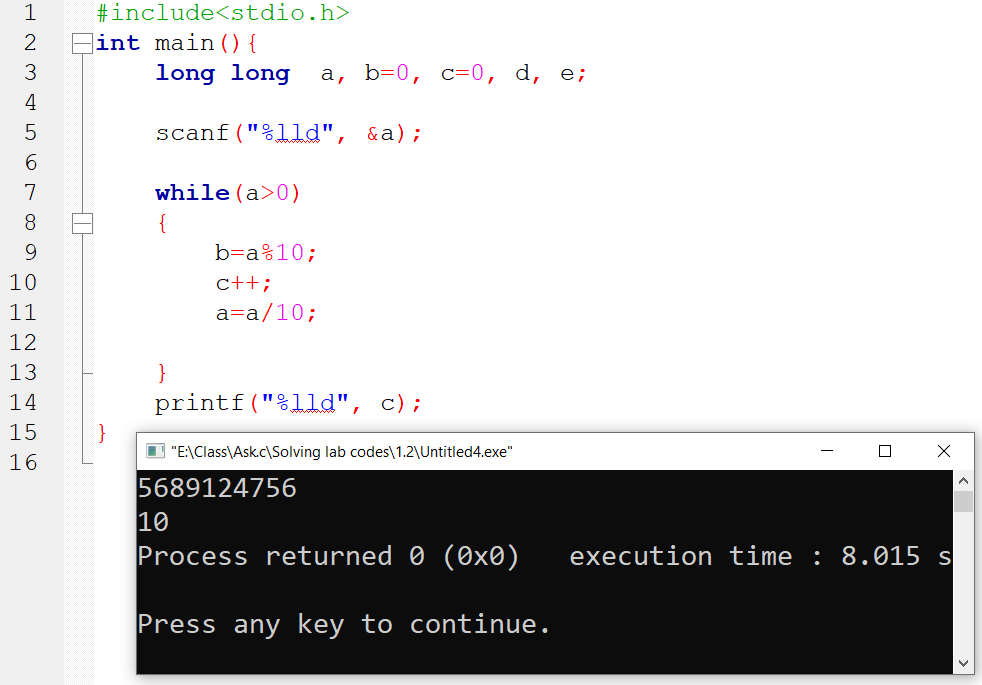 1 #include<stdio.h>
2 int main(){
3 long long  a, b=0, c=0, d, e;
4
5 scanf("%lld", &a);
6
7 while(a>0)
8 {
9 b=a%10;
10 c++;
11 a=a/10;
12
13 }
14 printf("%lld", c);
15 }
16
"E:\Class\Ask.c\Solving lab codes\1.2\Untitled4.exe"
5689124756
10
Process returned 0 (0x0)   execution time : 8.015 s
Press any key to continue.